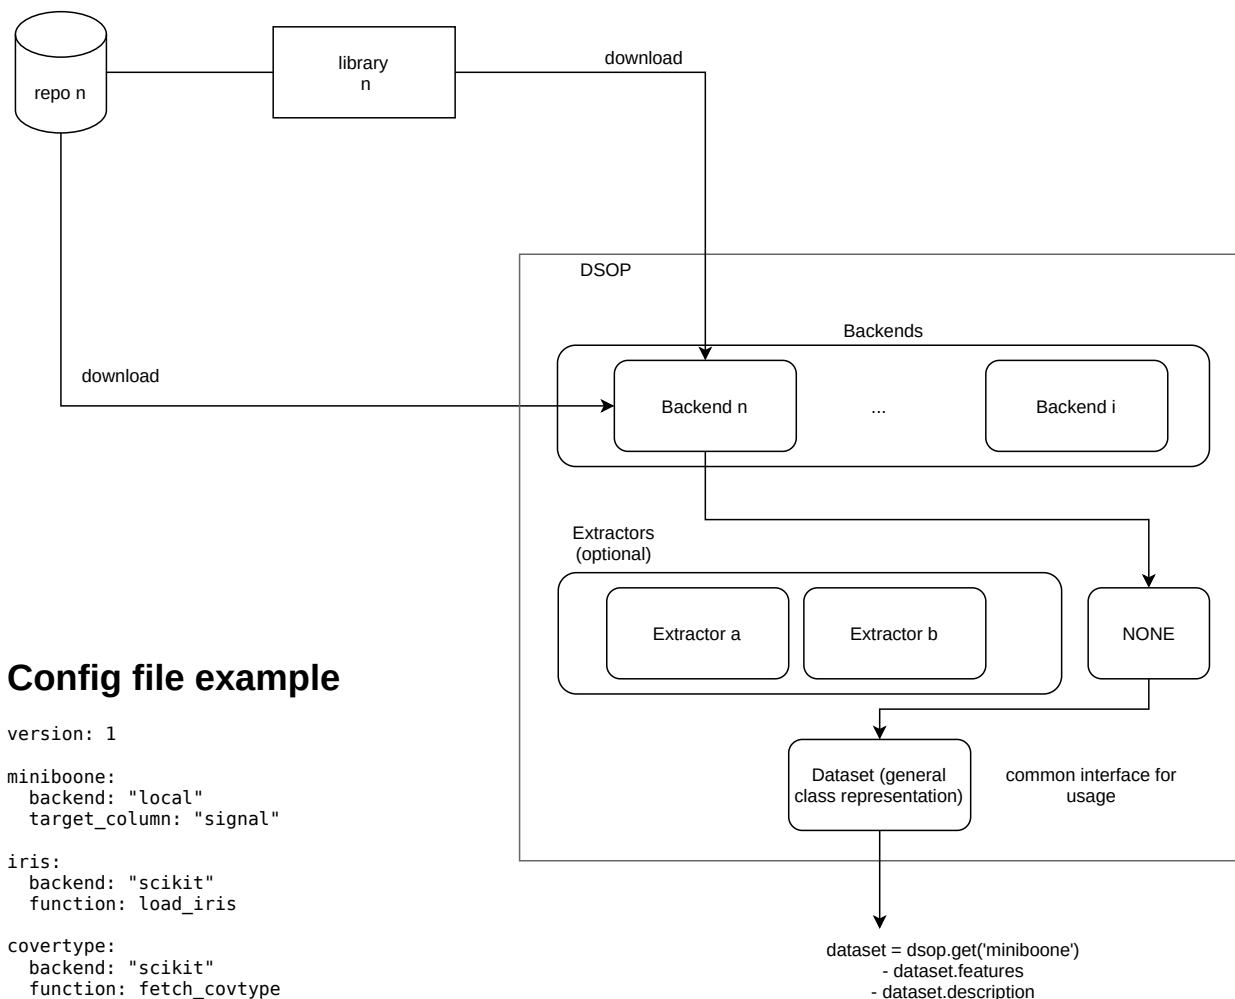 repo n
library
n
download
DSOP
Backends
download
Backend n
...
Backend i
Extractors
(optional)
Extractor a
Extractor b
NONE
Config file example
version: 1
miniboone:
  backend: "local"
  target_column: "signal"
iris:
  backend: "scikit"
  function: load_iris
covertype:
  backend: "scikit"
  function: fetch_covtype
Dataset (general
class representation)
common interface for
usage
dataset = dsop.get('miniboone')
- dataset.features
- dataset.description